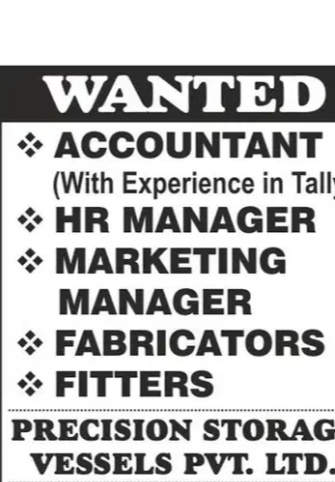 WANTED
❖ ACCOUNTANT
(With Experience in Tally
❖ HR MANAGER
❖ MARKETING
MANAGER
❖ FABRICATORS
❖ FITTERS
PRECISION STORAG
VESSELS PVT. LTD.